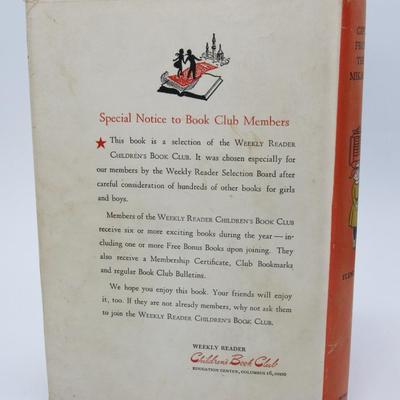 Special Notice to Book Club Members
★ This book is a selection of the WEEKLY READER
CHILDREN'S BOOK CLUB. It was chosen especially for
our members by the Weekly Reader Selection Board after
careful consideration of hundreds of other books for girls
and boys.
Members of the WEEKLY READER CHILDREN'S BOOK CLUB
receive six or more exciting books during the year — in-
cluding one or more Free Bonus Books upon joining. They
also receive a Membership Certificate, Club Bookmarks
and regular Book Club Bulletins.
We hope you enjoy this book. Your friends will enjoy
it, too. If they are not already members, why not ask them
to join the WEEKLY READER CHILDREN'S BOOK CLUB.
WEEKLY READER
Children's Book Club
EDUCATION CENTER, COLUMBUS 16, OHIO